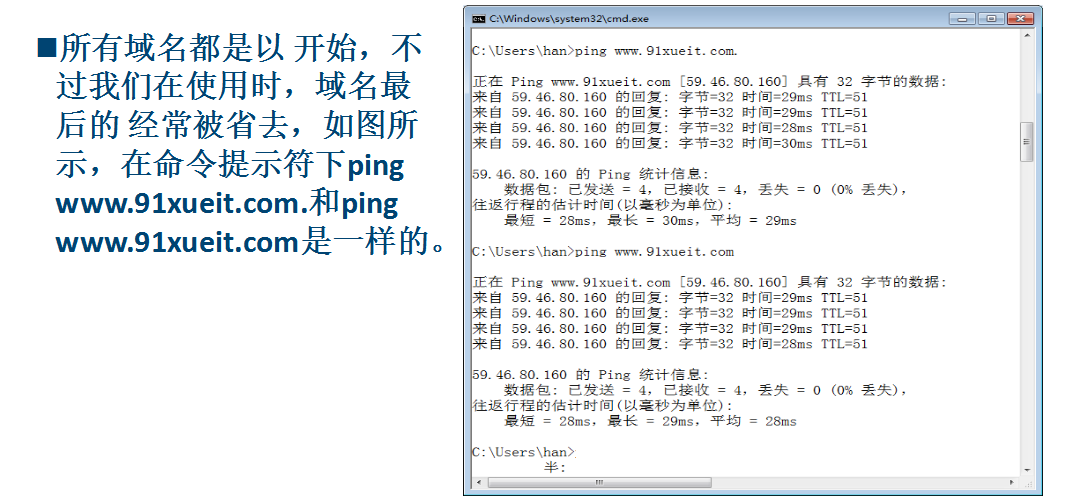 ■所有域名都是以 开始，不
过我们在使用时，域名最
后的 经常被省去，如图所
示，在命令提示符下ping
www.91xueit.com.和ping
www.91xueit.com是一样的。
C:\Windows\system32\cmd.exe
C:\Users\han>ping www.91xueit.com.
正在 Ping www.91xueit.com [59.46.80.160] 具有 32 字节的数据:
来自 59.46.80.160 的回复: 字节=32 时间=29ms TTL=51
来自 59.46.80.160 的回复: 字节=32 时间=29ms TTL=51
来自 59.46.80.160 的回复: 字节=32 时间=28ms TTL=51
来自 59.46.80.160 的回复: 字节=32 时间=30ms TTL=51
59.46.80.160 的 Ping 统计信息:
数据包: 已发送 = 4，已接收 = 4，丢失 = 0 (0% 丢失)，
往返行程的估计时间(以毫秒为单位):
最短 = 28ms，最长 = 30ms，平均 = 29ms
C:\Users\han>ping www.91xueit.com
正在 Ping www.91xueit.com [59.46.80.160] 具有 32 字节的数据:
来自 59.46.80.160 的回复: 字节=32 时间=29ms TTL=51
来自 59.46.80.160 的回复: 字节=32 时间=29ms TTL=51
来自 59.46.80.160 的回复: 字节=32 时间=29ms TTL=51
来自 59.46.80.160 的回复: 字节=32 时间=28ms TTL=51
59.46.80.160 的 Ping 统计信息:
数据包: 已发送 = 4，已接收 = 4，丢失 = 0 (0% 丢失)，
往返行程的估计时间(以毫秒为单位):
最短 = 28ms，最长 = 29ms，平均 = 28ms
C:\Users\han>
半: